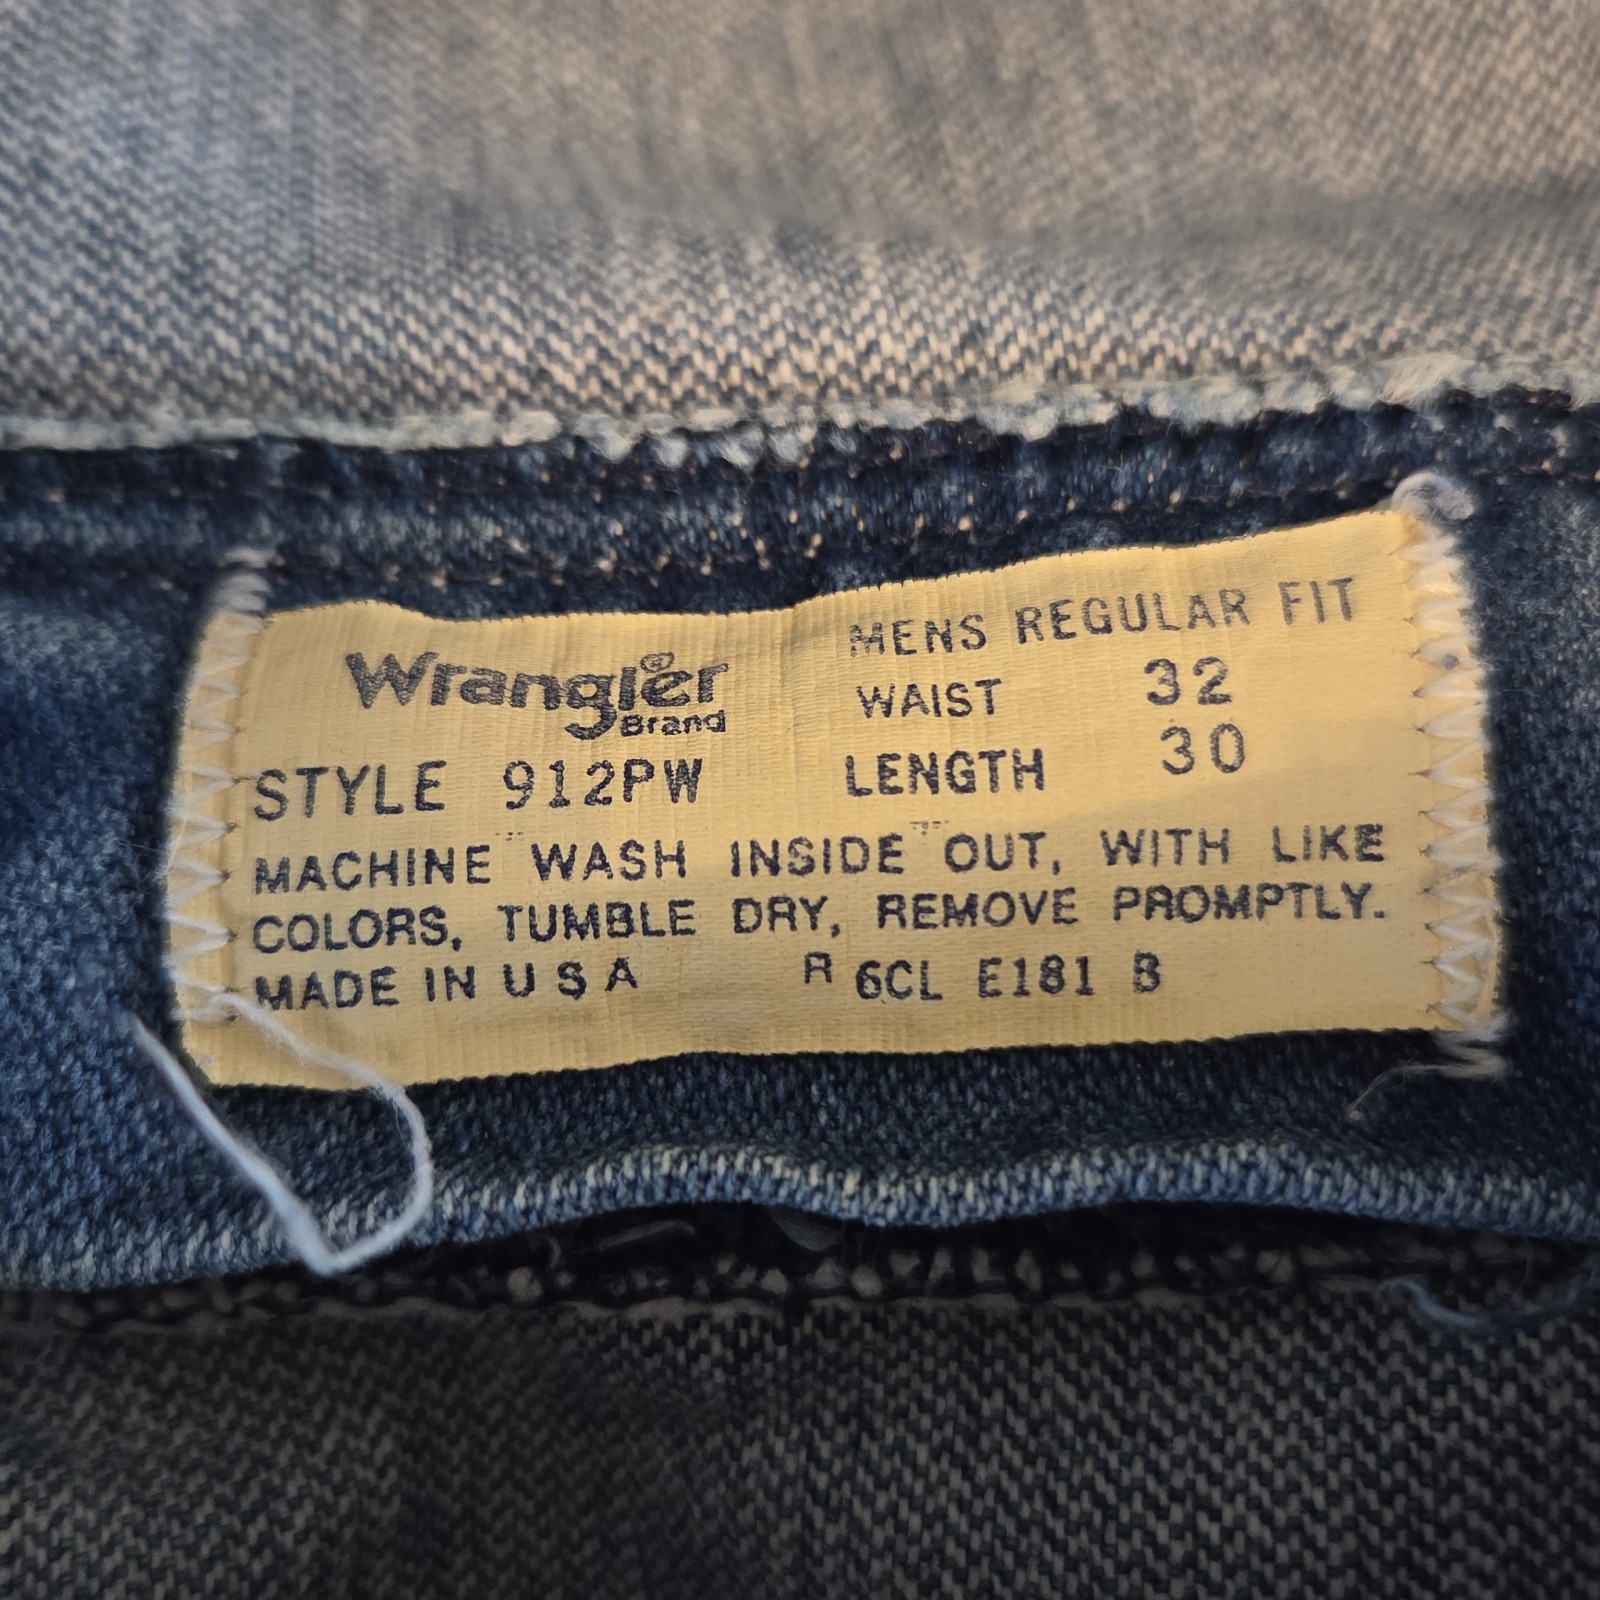 Wrangler®
Brand
MENS REGULAR FIT
WAIST 32
STYLE 912PW LENGTH 30
MACHINE WASH INSIDE OUT, WITH LIKE
COLORS, TUMBLE DRY, REMOVE PROMPTLY.
MADE IN U S A R 6CL E181 B